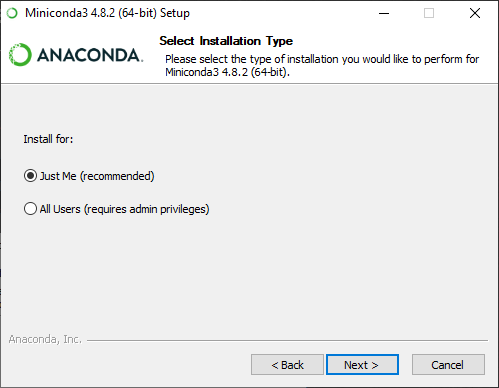 Miniconda3 4.8.2 (64-bit) Setup
Select Installation Type
ANACONDA.
Please select the type of installation you would like to perform for
Miniconda3 4.8.2 (64-bit).
Install for:
Just Me (recommended)
All Users (requires admin privileges)
Anaconda, Inc.
< Back
Next >
Cancel